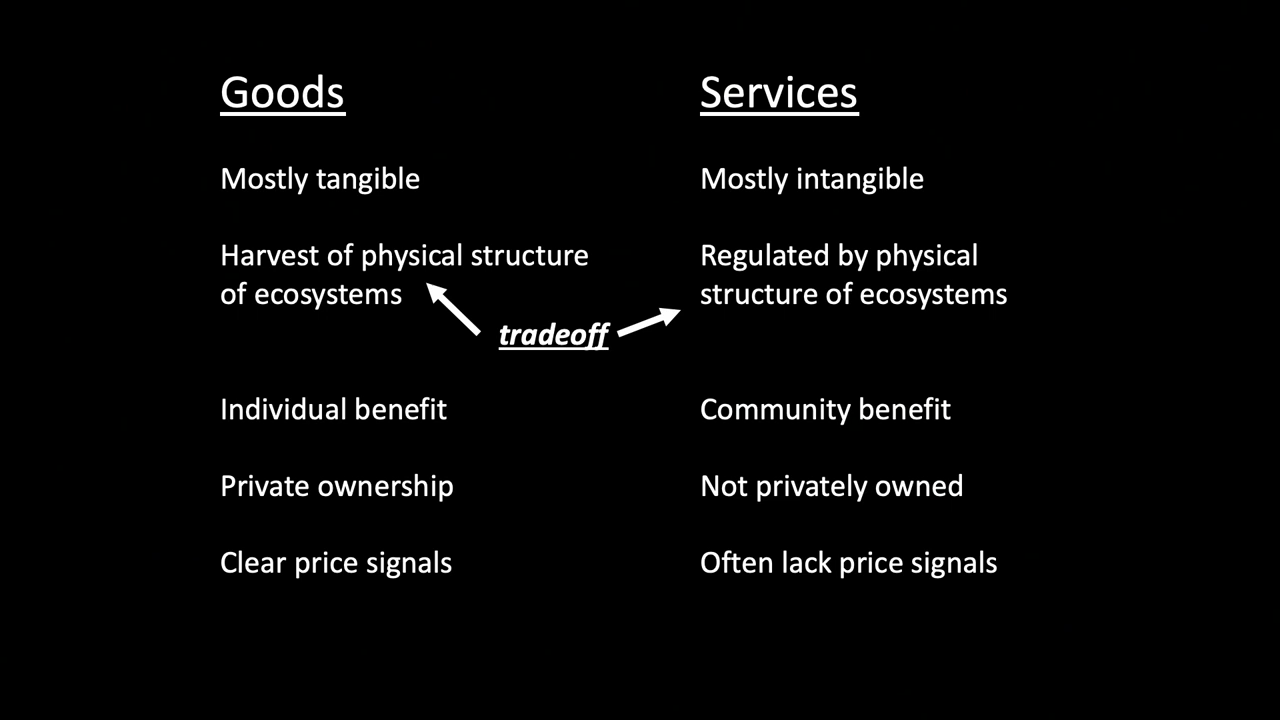 Goods
Services
Mostly tangible
Mostly intangible
Harvest of physical structure
of ecosystems
Regulated by physical
structure of ecosystems
tradeoff
Individual benefit
Community benefit
Private ownership
Not privately owned
Clear price signals
Often lack price signals